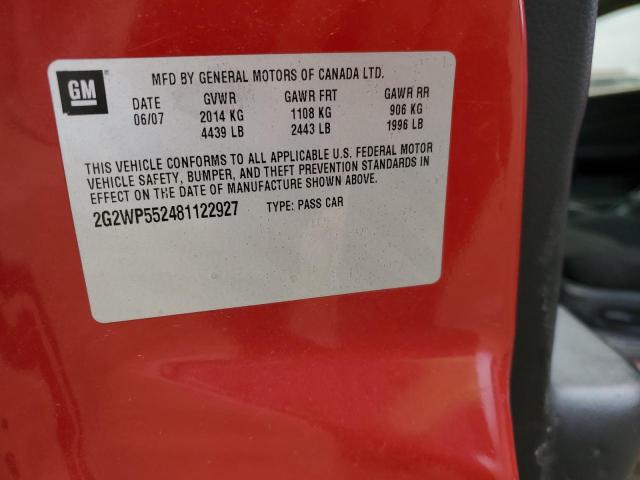 GM
MFD BY GENERAL MOTORS OF CANADA LTD.
DATE GVWR GAWR FRT GAWR RR
06/07 2014 KG 1108 KG 906 KG
4439 LB 2443 LB 1996 LB
THIS VEHICLE CONFORMS TO ALL APPLICABLE U.S. FEDERAL MOTOR
VEHICLE SAFETY, BUMPER, AND THEFT PREVENTION STANDARDS IN
EFFECT ON THE DATE OF MANUFACTURE SHOWN ABOVE.
2G2WP552481122927 TYPE: PASS CAR